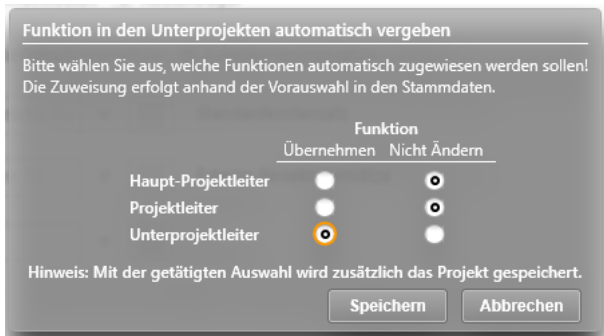 Funktion in den Unterprojekten automatisch vergeben
Bitte wählen Sie aus, welche Funktionen automatisch zugewiesen werden sollen!
Die Zuweisung erfolgt anhand der Vorauswahl in den Stammdaten.
Funktion
Übernehmen Nicht Ändern
Haupt-Projektleiter
Projektleiter
Unterprojektleiter
Hinweis: Mit der getätigten Auswahl wird zusätzlich das Projekt gespeichert.
Speichern Abbrechen